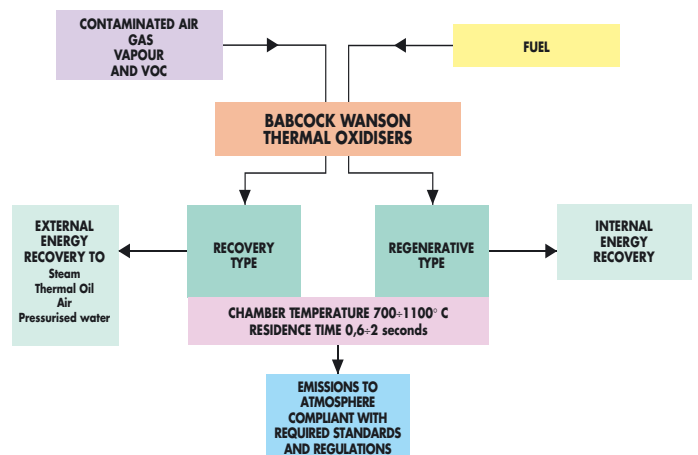 CONTAMINATED AIR
GAS
VAPOUR
AND VOC
FUEL
BABCOCK WANSON
THERMAL OXIDISERS
EXTERNAL
ENERGY
RECOVERY TO
Steam
Thermal Oil
Air
Pressurised water
RECOVERY
TYPE
REGENERATIVE
TYPE
INTERNAL
ENERGY
RECOVERY
CHAMBER TEMPERATURE 700÷1100° C
RESIDENCE TIME 0,6÷2 seconds
EMISSIONS TO
ATMOSPHERE
COMPLIANT WITH
REQUIRED STANDARDS
AND REGULATIONS